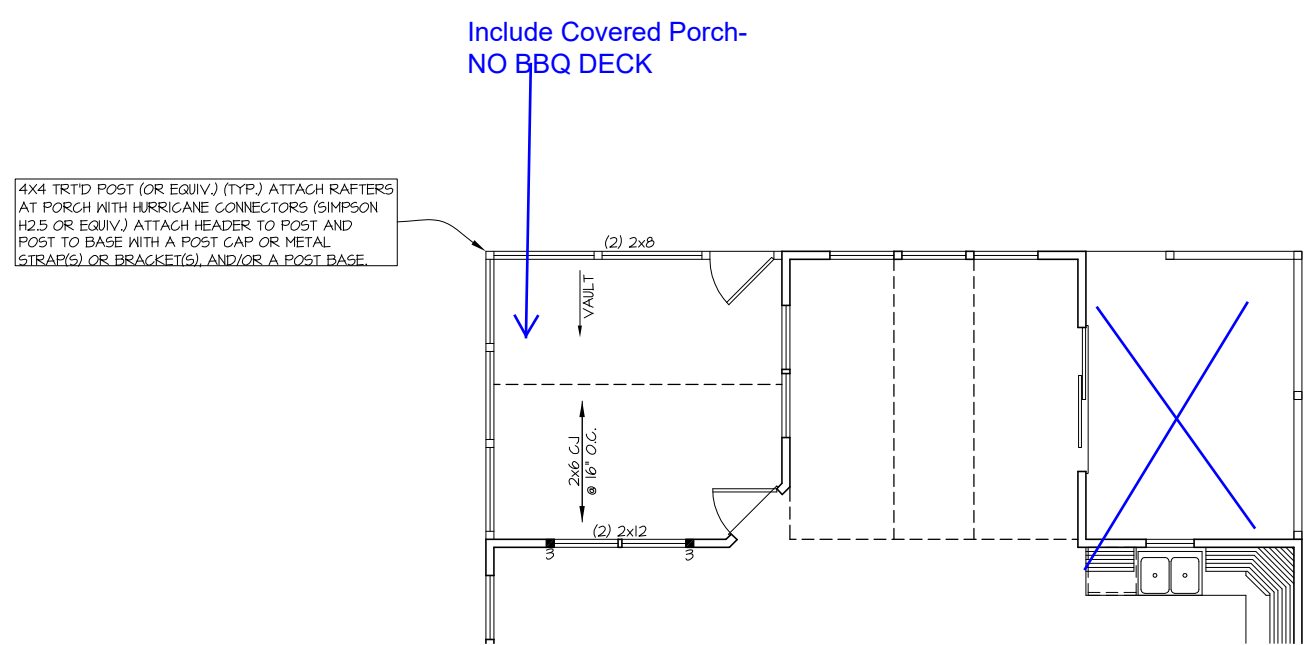 Include Covered Porch-
NO BBQ DECK
4X4 TRT'D POST (OR EQUIV.) (TYP.) ATTACH RAFTERS
AT PORCH WITH HURRICANE CONNECTORS (SIMPSON
H2.5 OR EQUIV.) ATTACH HEADER TO POST AND
POST TO BASE WITH A POST CAP OR METAL
STRAP(S) OR BRACKET(S), AND/OR A POST BASE.
(2) 2x8
VAULT
2x6 CJ
@ 16" O.C.
(2) 2x12
3
3